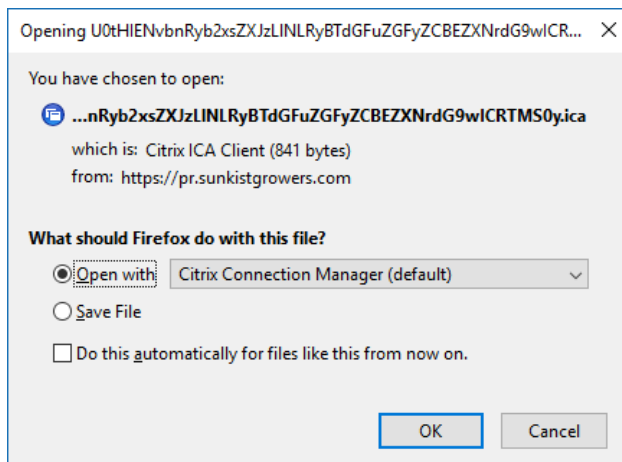 Opening U0tHIENvbnRyb2xsZXJzLlNLRyBTdGFuZGFyZCBEZXNrdG9wICR...
You have chosen to open:
...nRyb2xsZXJzLlNLRyBTdGFuZGFyZCBEZXNrdG9wICRTMS0y.ica
which is: Citrix ICA Client (841 bytes)
from: https://pr.sunkistgrowers.com
What should Firefox do with this file?
Open with Citrix Connection Manager (default)
Save File
Do this automatically for files like this from now on.
OK Cancel